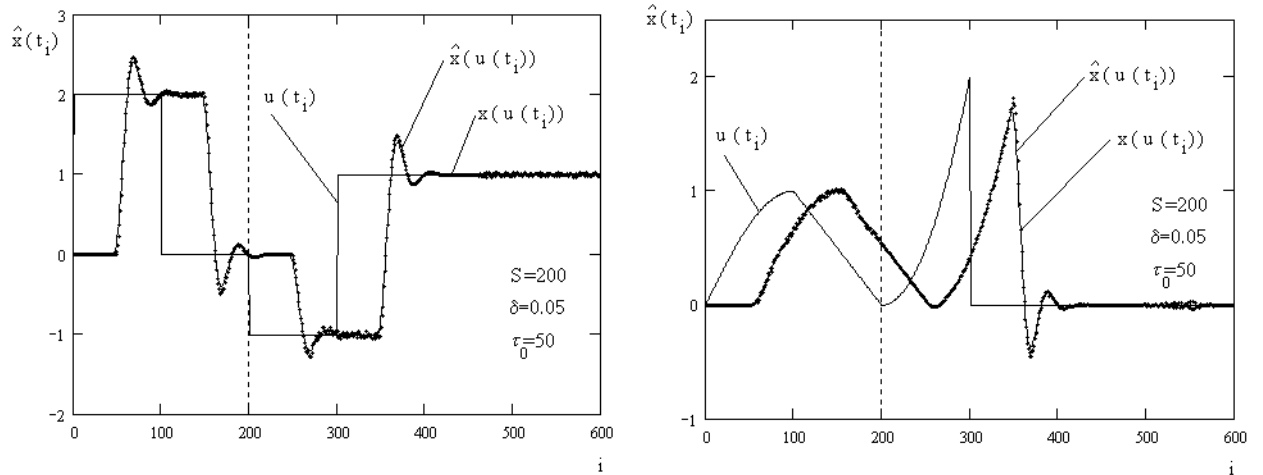 x̂(t_i)
3
2
1
0
−1
−2
0 100 200 300 400 500 600
i
u(t_i)
x̂(u(t_i))
x(u(t_i))
S=200
δ=0.05
τ_0=50
x̂(t_i)
3
2
1
0
−1
0 100 200 300 400 500 600
i
u(t_i)
x̂(u(t_i))
x(u(t_i))
S=200
δ=0.05
τ_0=50